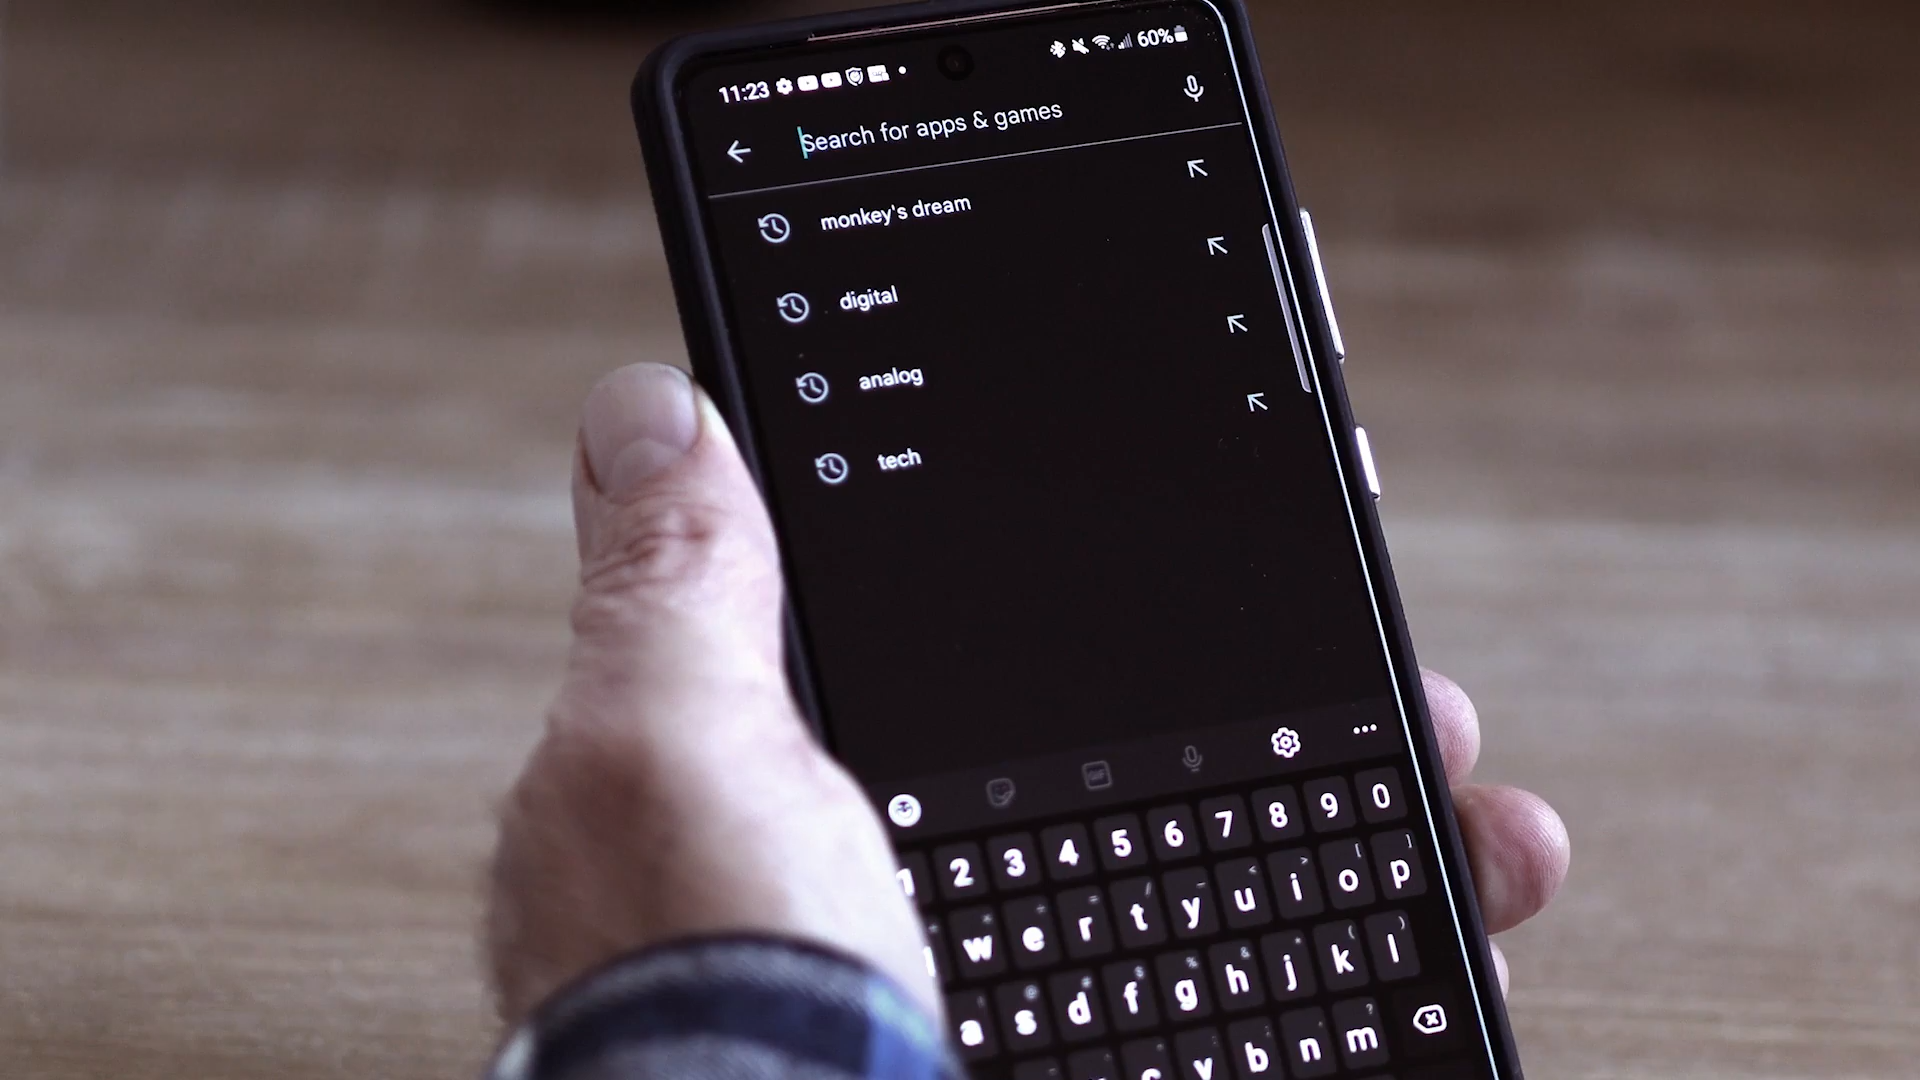 11:23 60%
Search for apps & games
monkey's dream
digital
analog
tech
GIF
1 2 3 4 5 6 7 8 9 0
w e r t y u i o p
a s d f g h j k l
c v b n m